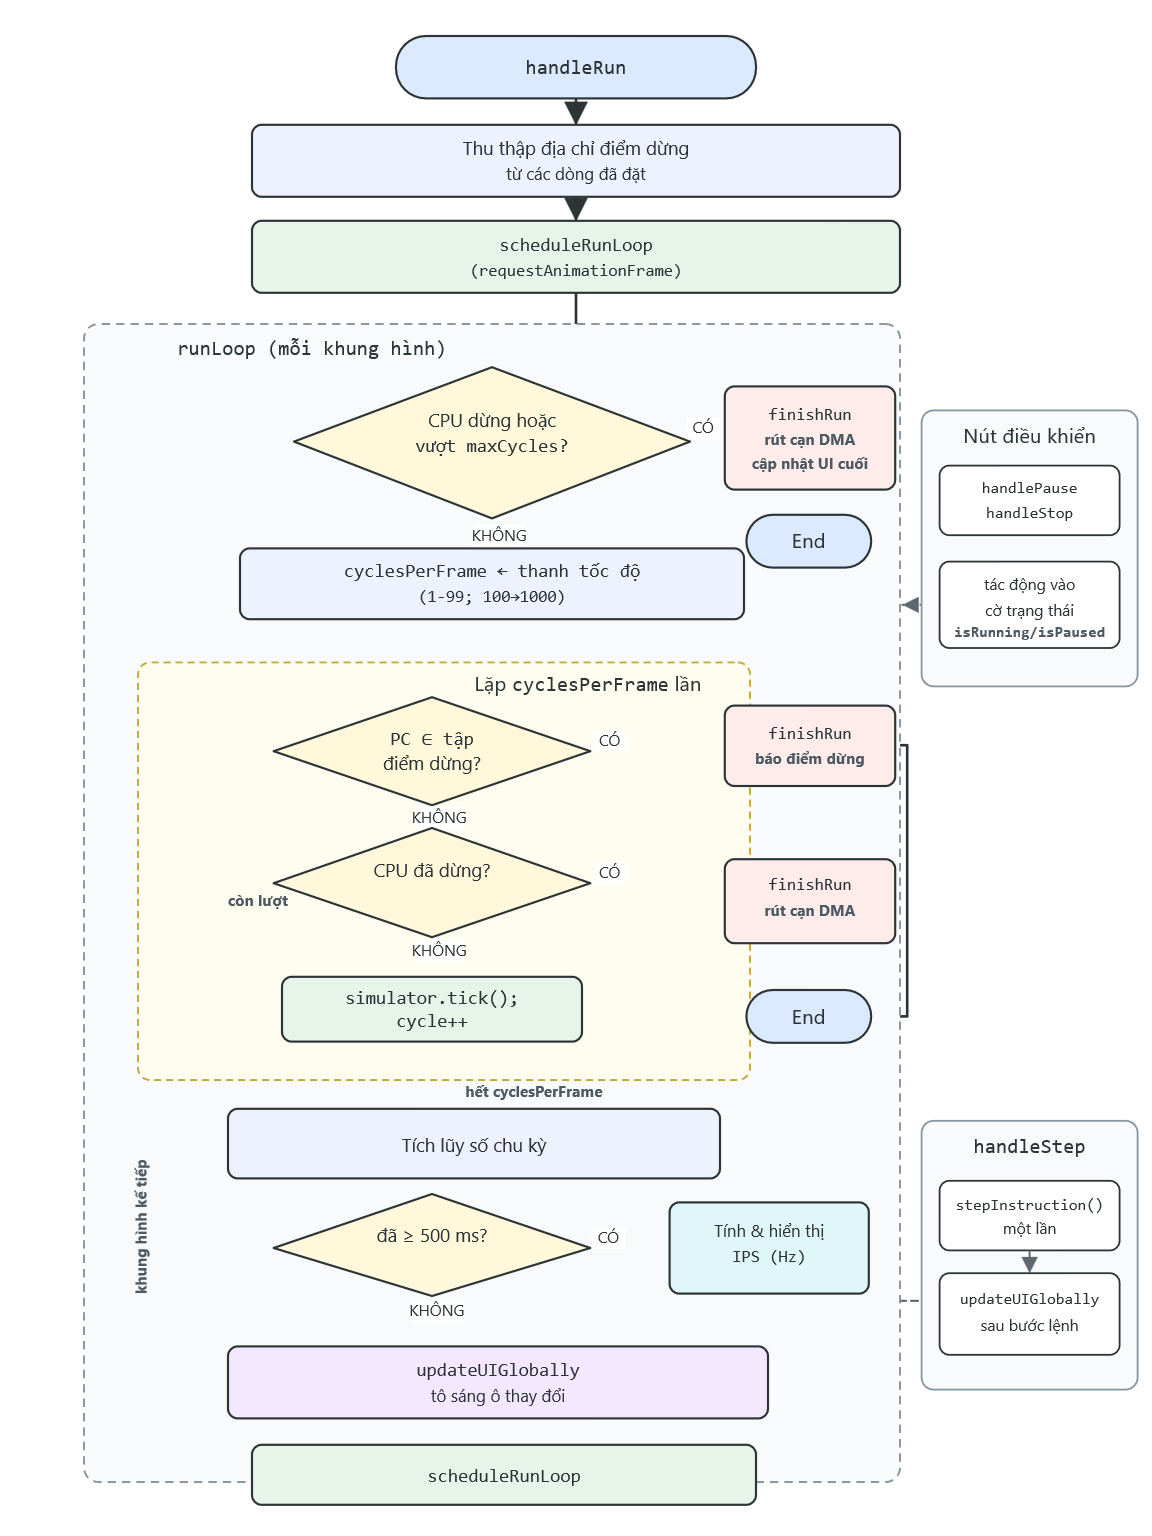 handleRun
Thu thập địa chỉ điểm dừng
từ các dòng đã đặt
scheduleRunLoop
(requestAnimationFrame)
runLoop (mỗi khung hình)
CPU dừng hoặc
vượt maxCycles?
CÓ
finishRun
rút cạn DMA
cập nhật UI cuối
End
KHÔNG
cyclesPerFrame ← thanh tốc độ
(1-99; 100→1000)
Nút điều khiển
handlePause
handleStop
tác động vào
cờ trạng thái
isRunning/isPaused
Lặp cyclesPerFrame lần
PC ∈ tập
điểm dừng?
CÓ
finishRun
báo điểm dừng
KHÔNG
CPU đã dừng?
CÓ
còn lượt
finishRun
rút cạn DMA
KHÔNG
simulator.tick();
cycle++
End
hết cyclesPerFrame
Tích lũy số chu kỳ
khung hình kế tiếp
đã ≥ 500 ms?
CÓ
Tính & hiển thị
IPS (Hz)
KHÔNG
updateUIGlobally
tô sáng ô thay đổi
scheduleRunLoop
handleStep
stepInstruction()
một lần
updateUIGlobally
sau bước lệnh